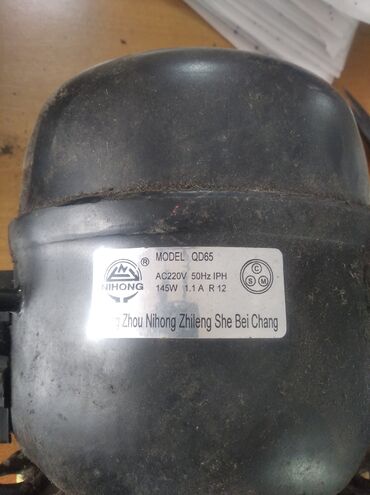 MODEL QD65
AC220V 50Hz IPH
145W 1.1 A R 12
NIHONG ®
C S M
Zhou Nihong Zhileng She Bei Chang